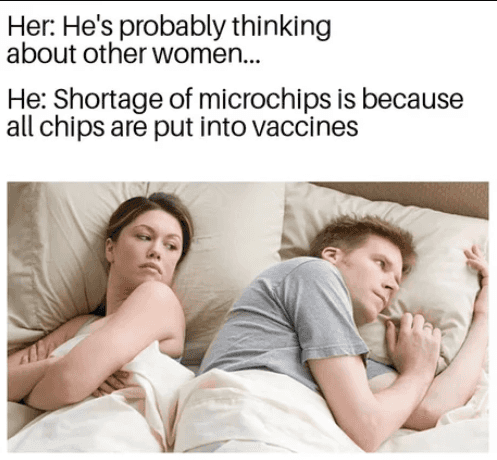 Her: He's probably thinking
about other women...
He: Shortage of microchips is because
all chips are put into vaccines